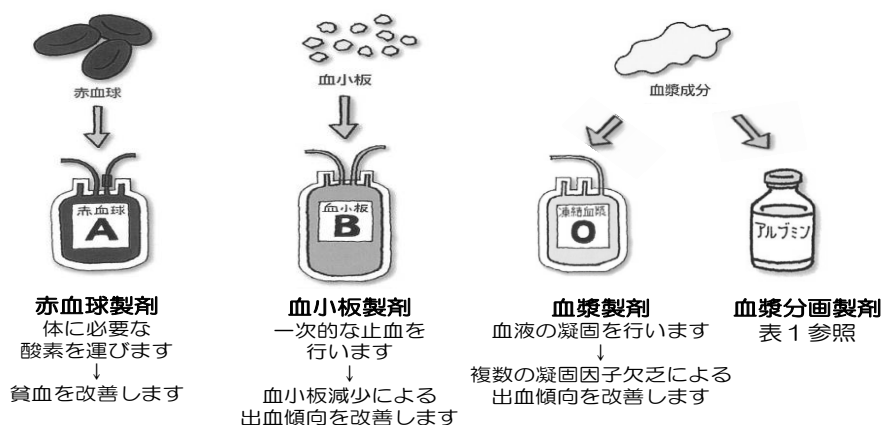 赤血球
血小板
血漿成分
赤血球
A
血小板
B
凍結血漿
O
アルブミン
赤血球製剤
体に必要な
酸素を運びます
↓
貧血を改善します
血小板製剤
一次的な止血を
行います
↓
血小板減少による
出血傾向を改善します
血漿製剤
血液の凝固を行います
↓
複数の凝固因子欠乏による
出血傾向を改善します
血漿分画製剤
表１参照